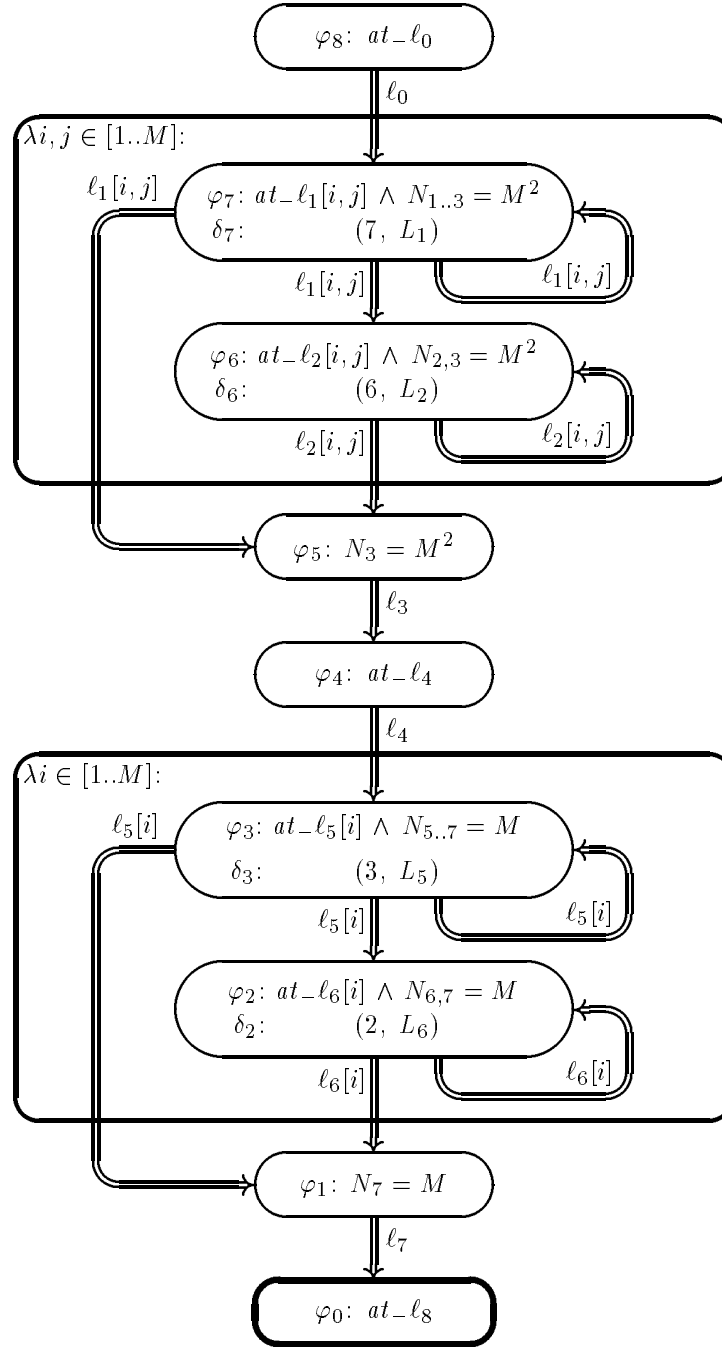 φ₈: at_ℓ₀
ℓ₀
λi, j ∈ [1..M]:
ℓ₁[i, j]
φ₇: at_ℓ₁[i, j] ∧ N₁..₃ = M²
δ₇: (7, L₁)
ℓ₁[i, j] ℓ₁[i, j]
φ₆: at_ℓ₂[i, j] ∧ N₂,₃ = M²
δ₆: (6, L₂)
ℓ₂[i, j] ℓ₂[i, j]
φ₅: N₃ = M²
ℓ₃
φ₄: at_ℓ₄
ℓ₄
λi ∈ [1..M]:
ℓ₅[i]
φ₃: at_ℓ₅[i] ∧ N₅..₇ = M
δ₃: (3, L₅)
ℓ₅[i] ℓ₅[i]
φ₂: at_ℓ₆[i] ∧ N₆,₇ = M
δ₂: (2, L₆)
ℓ₆[i] ℓ₆[i]
φ₁: N₇ = M
ℓ₇
φ₀: at_ℓ₈